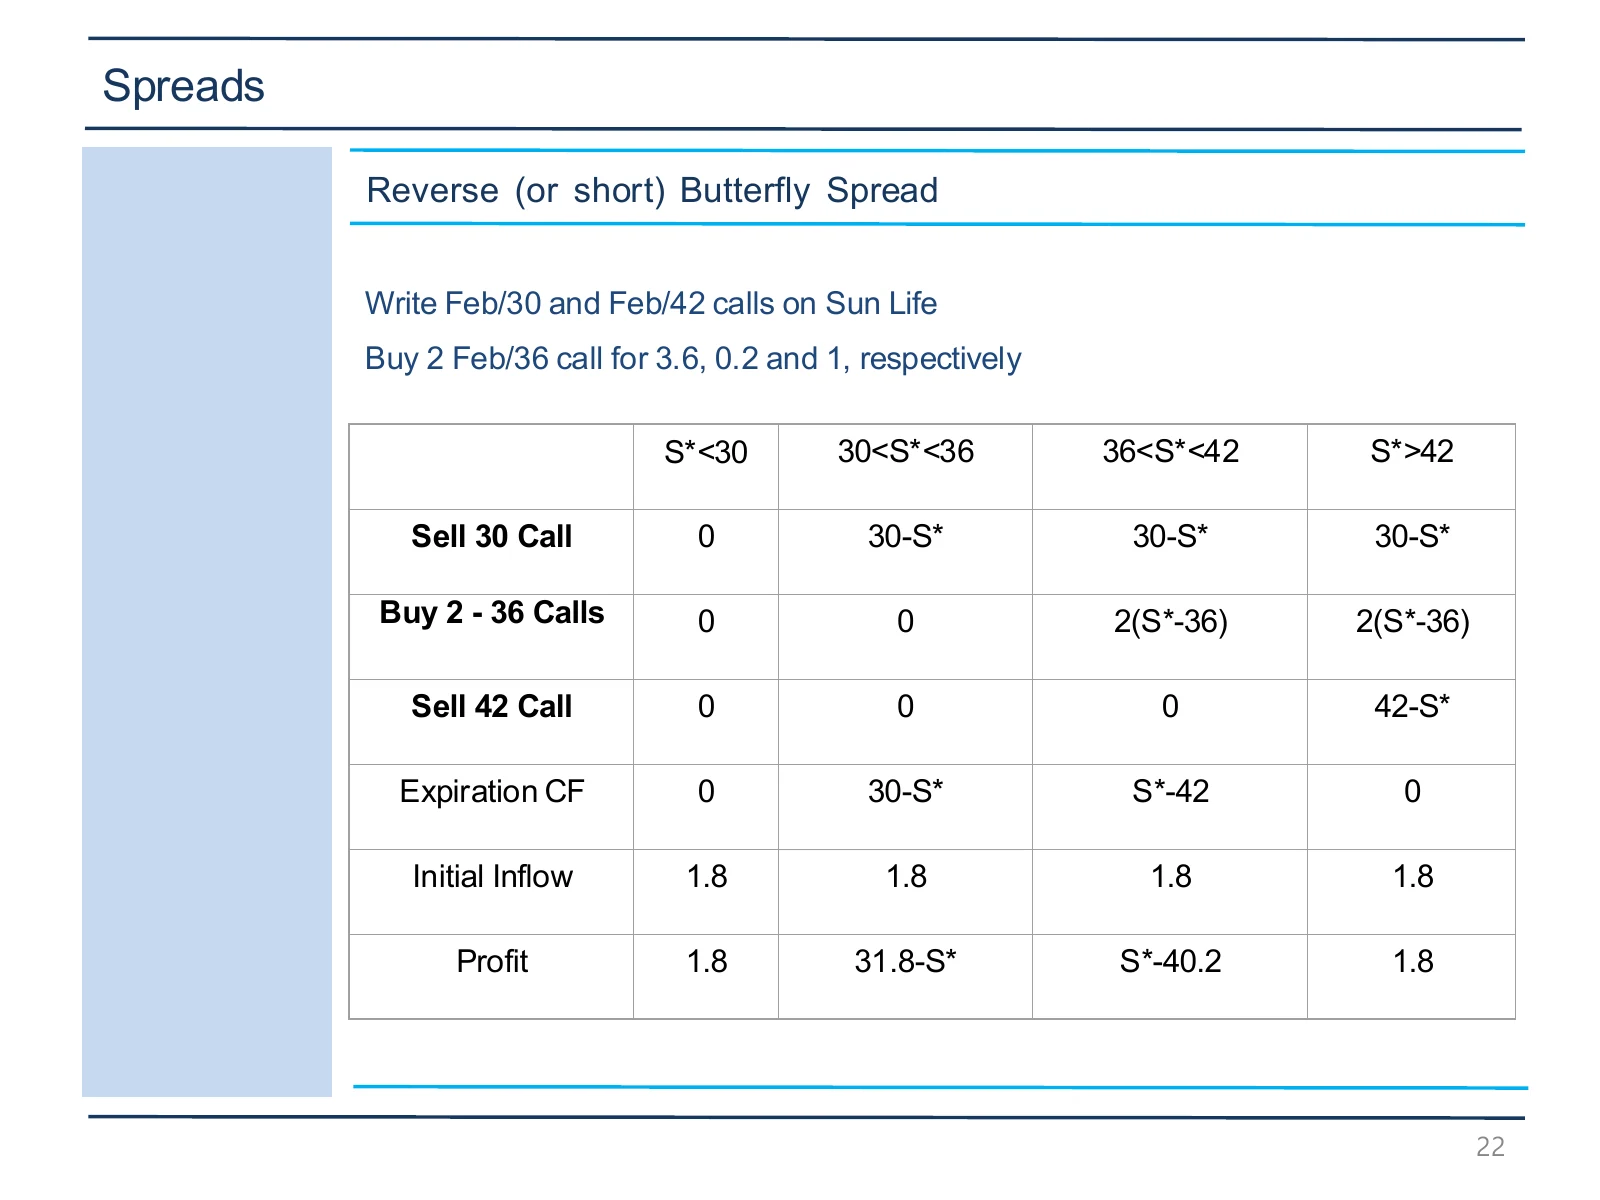 Spreads
Reverse (or short) Butterfly Spread
Write Feb/30 and Feb/42 calls on Sun Life
Buy 2 Feb/36 call for 3.6, 0.2 and 1, respectively
S*<30 30<S*<36 36<S*<42 S*>42
Sell 30 Call 0 30-S* 30-S* 30-S*
Buy 2 - 36 Calls 0 0 2(S*-36) 2(S*-36)
Sell 42 Call 0 0 0 42-S*
Expiration CF 0 30-S* S*-42 0
Initial Inflow 1.8 1.8 1.8 1.8
Profit 1.8 31.8-S* S*-40.2 1.8
22